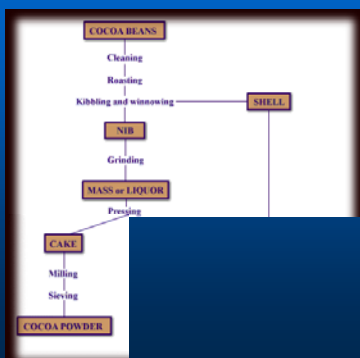 COCOA BEANS
Cleaning
Roasting
Kibbling and winnowing
SHELL
NIB
Grinding
MASS or LIQUOR
Pressing
CAKE
Milling
Sieving
COCOA POWDER